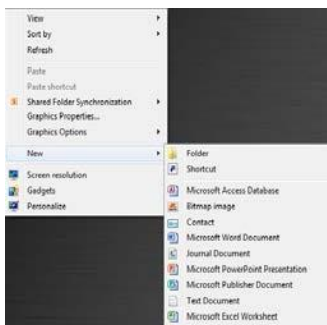 View
Sort by
Refresh
Paste
Paste shortcut
Shared Folder Synchronization
Graphics Properties...
Graphics Options
New
Screen resolution
Gadgets
Personalize
Folder
Shortcut
Microsoft Access Database
Bitmap image
Contact
Microsoft Word Document
Journal Document
Microsoft PowerPoint Presentation
Microsoft Publisher Document
Text Document
Microsoft Excel Worksheet